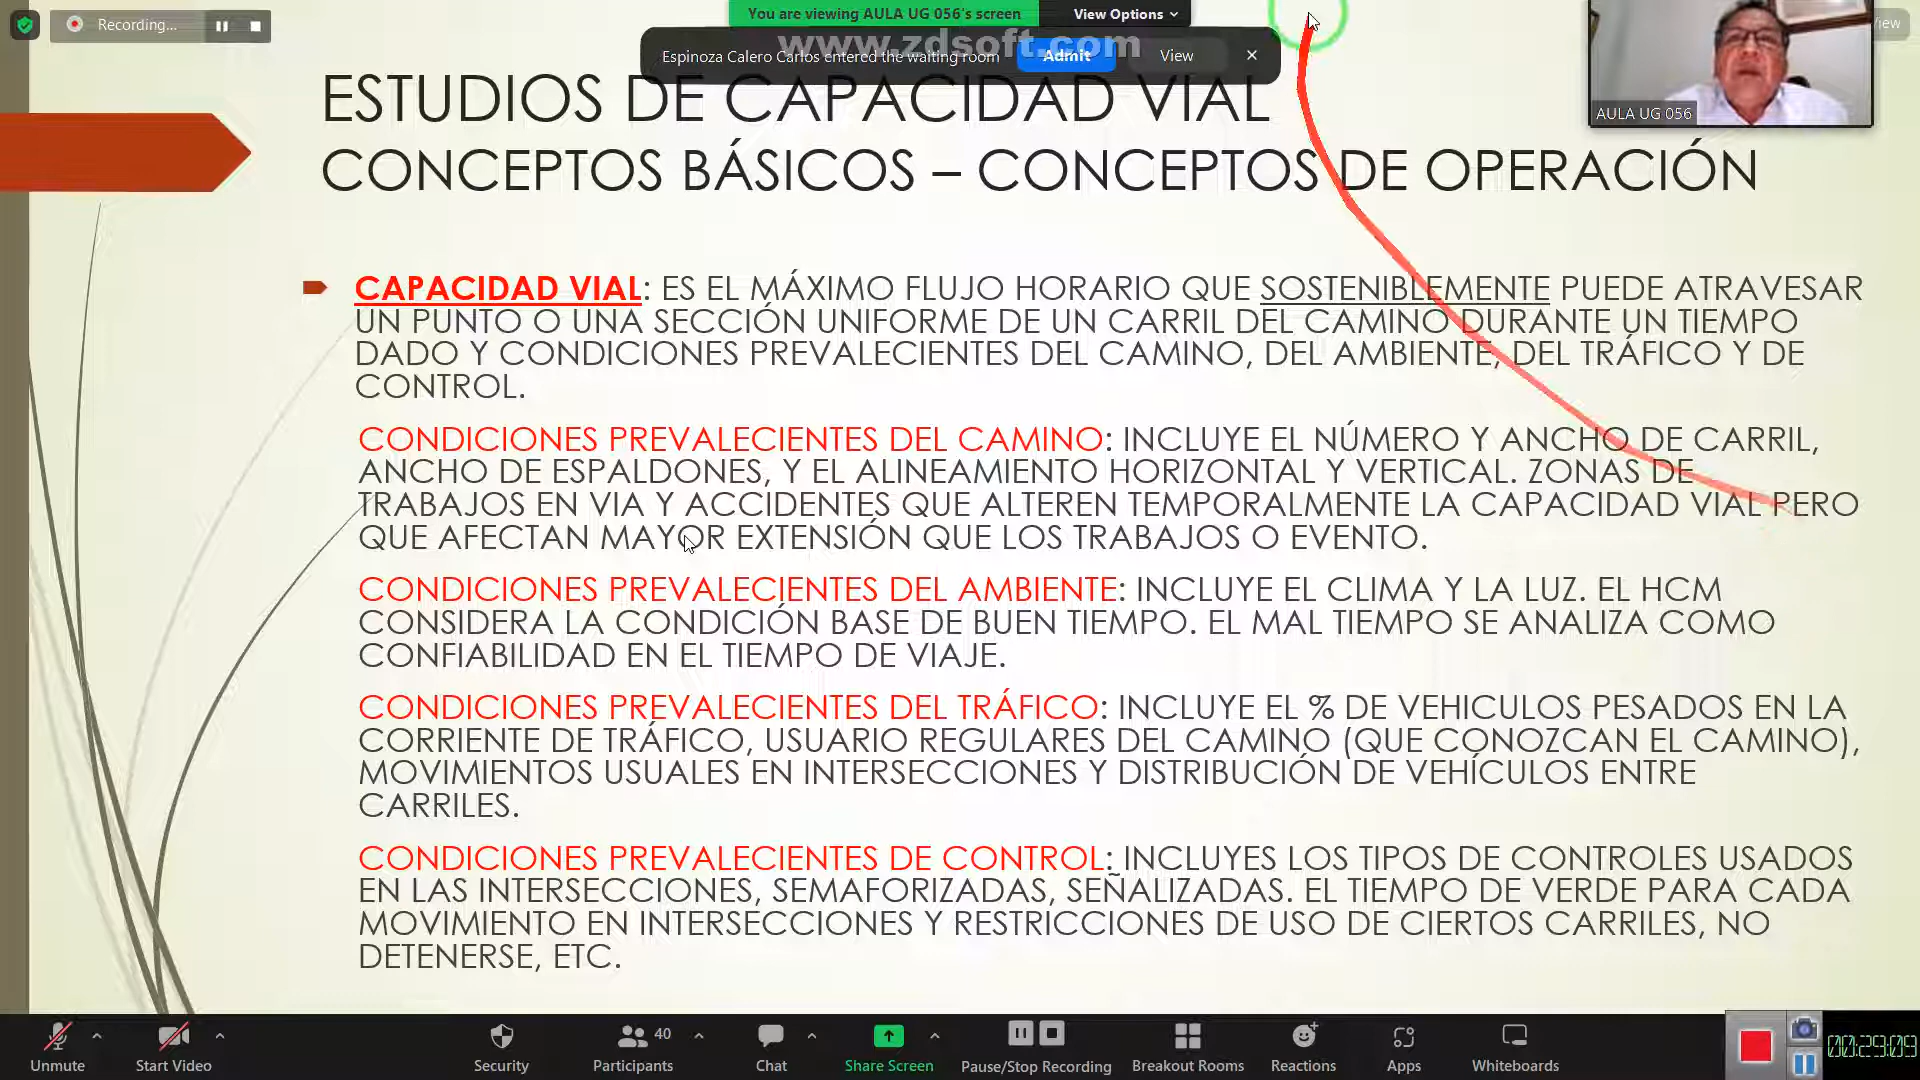 Recording...
You are viewing AULA UG 056's screen
View Options
View
www.zdsoft.com
Espinoza Calero Carlos entered the waiting room
Admit
View
AULA UG 056
ESTUDIOS DE CAPACIDAD VIAL
CONCEPTOS BÁSICOS – CONCEPTOS DE OPERACIÓN
CAPACIDAD VIAL: ES EL MÁXIMO FLUJO HORARIO QUE SOSTENIBLEMENTE PUEDE ATRAVESAR
UN PUNTO O UNA SECCIÓN UNIFORME DE UN CARRIL DEL CAMINO DURANTE UN TIEMPO
DADO Y CONDICIONES PREVALECIENTES DEL CAMINO, DEL AMBIENTE, DEL TRÁFICO Y DE
CONTROL.
CONDICIONES PREVALECIENTES DEL CAMINO: INCLUYE EL NÚMERO Y ANCHO DE CARRIL,
ANCHO DE ESPALDONES, Y EL ALINEAMIENTO HORIZONTAL Y VERTICAL. ZONAS DE
TRABAJOS EN VIA Y ACCIDENTES QUE ALTEREN TEMPORALMENTE LA CAPACIDAD VIAL PERO
QUE AFECTAN MAYOR EXTENSIÓN QUE LOS TRABAJOS O EVENTO.
CONDICIONES PREVALECIENTES DEL AMBIENTE: INCLUYE EL CLIMA Y LA LUZ. EL HCM
CONSIDERA LA CONDICIÓN BASE DE BUEN TIEMPO. EL MAL TIEMPO SE ANALIZA COMO
CONFIABILIDAD EN EL TIEMPO DE VIAJE.
CONDICIONES PREVALECIENTES DEL TRÁFICO: INCLUYE EL % DE VEHICULOS PESADOS EN LA
CORRIENTE DE TRÁFICO, USUARIO REGULARES DEL CAMINO (QUE CONOZCAN EL CAMINO),
MOVIMIENTOS USUALES EN INTERSECCIONES Y DISTRIBUCIÓN DE VEHÍCULOS ENTRE
CARRILES.
CONDICIONES PREVALECIENTES DE CONTROL: INCLUYES LOS TIPOS DE CONTROLES USADOS
EN LAS INTERSECCIONES, SEMAFORIZADAS, SEÑALIZADAS. EL TIEMPO DE VERDE PARA CADA
MOVIMIENTO EN INTERSECCIONES Y RESTRICCIONES DE USO DE CIERTOS CARRILES, NO
DETENERSE, ETC.
Unmute
Start Video
Security
Participants
40
Chat
Share Screen
Pause/Stop Recording
Breakout Rooms
Reactions
Apps
Whiteboards
00:29:09